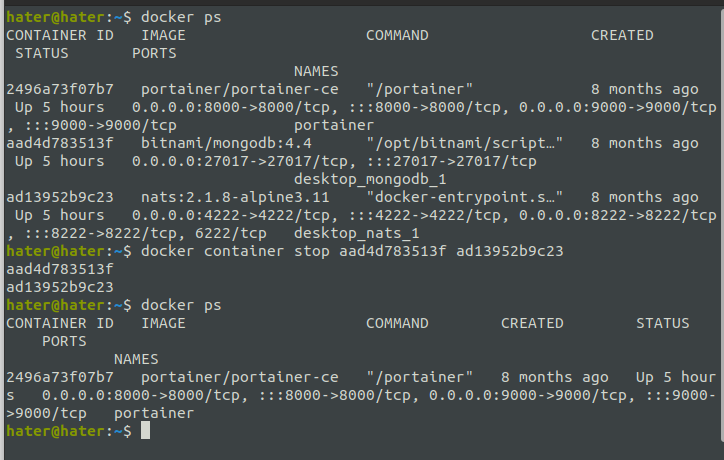 hater@hater:~$ docker ps
CONTAINER ID   IMAGE                    COMMAND                  CREATED
 STATUS       PORTS
                                NAMES
2496a73f07b7   portainer/portainer-ce   "/portainer"             8 months ago
 Up 5 hours   0.0.0.0:8000->8000/tcp, :::8000->8000/tcp, 0.0.0.0:9000->9000/tcp
, :::9000->9000/tcp             portainer
aad4d783513f   bitnami/mongodb:4.4      "/opt/bitnami/script…"   8 months ago
 Up 5 hours   0.0.0.0:27017->27017/tcp, :::27017->27017/tcp
                                desktop_mongodb_1
ad13952b9c23   nats:2.1.8-alpine3.11    "docker-entrypoint.s…"   8 months ago
 Up 5 hours   0.0.0.0:4222->4222/tcp, :::4222->4222/tcp, 0.0.0.0:8222->8222/tcp
, :::8222->8222/tcp, 6222/tcp   desktop_nats_1
hater@hater:~$ docker container stop aad4d783513f ad13952b9c23
aad4d783513f
ad13952b9c23
hater@hater:~$ docker ps
CONTAINER ID   IMAGE                    COMMAND        CREATED        STATUS
    PORTS
            NAMES
2496a73f07b7   portainer/portainer-ce   "/portainer"   8 months ago   Up 5 hour
s   0.0.0.0:8000->8000/tcp, :::8000->8000/tcp, 0.0.0.0:9000->9000/tcp, :::9000-
>9000/tcp   portainer
hater@hater:~$